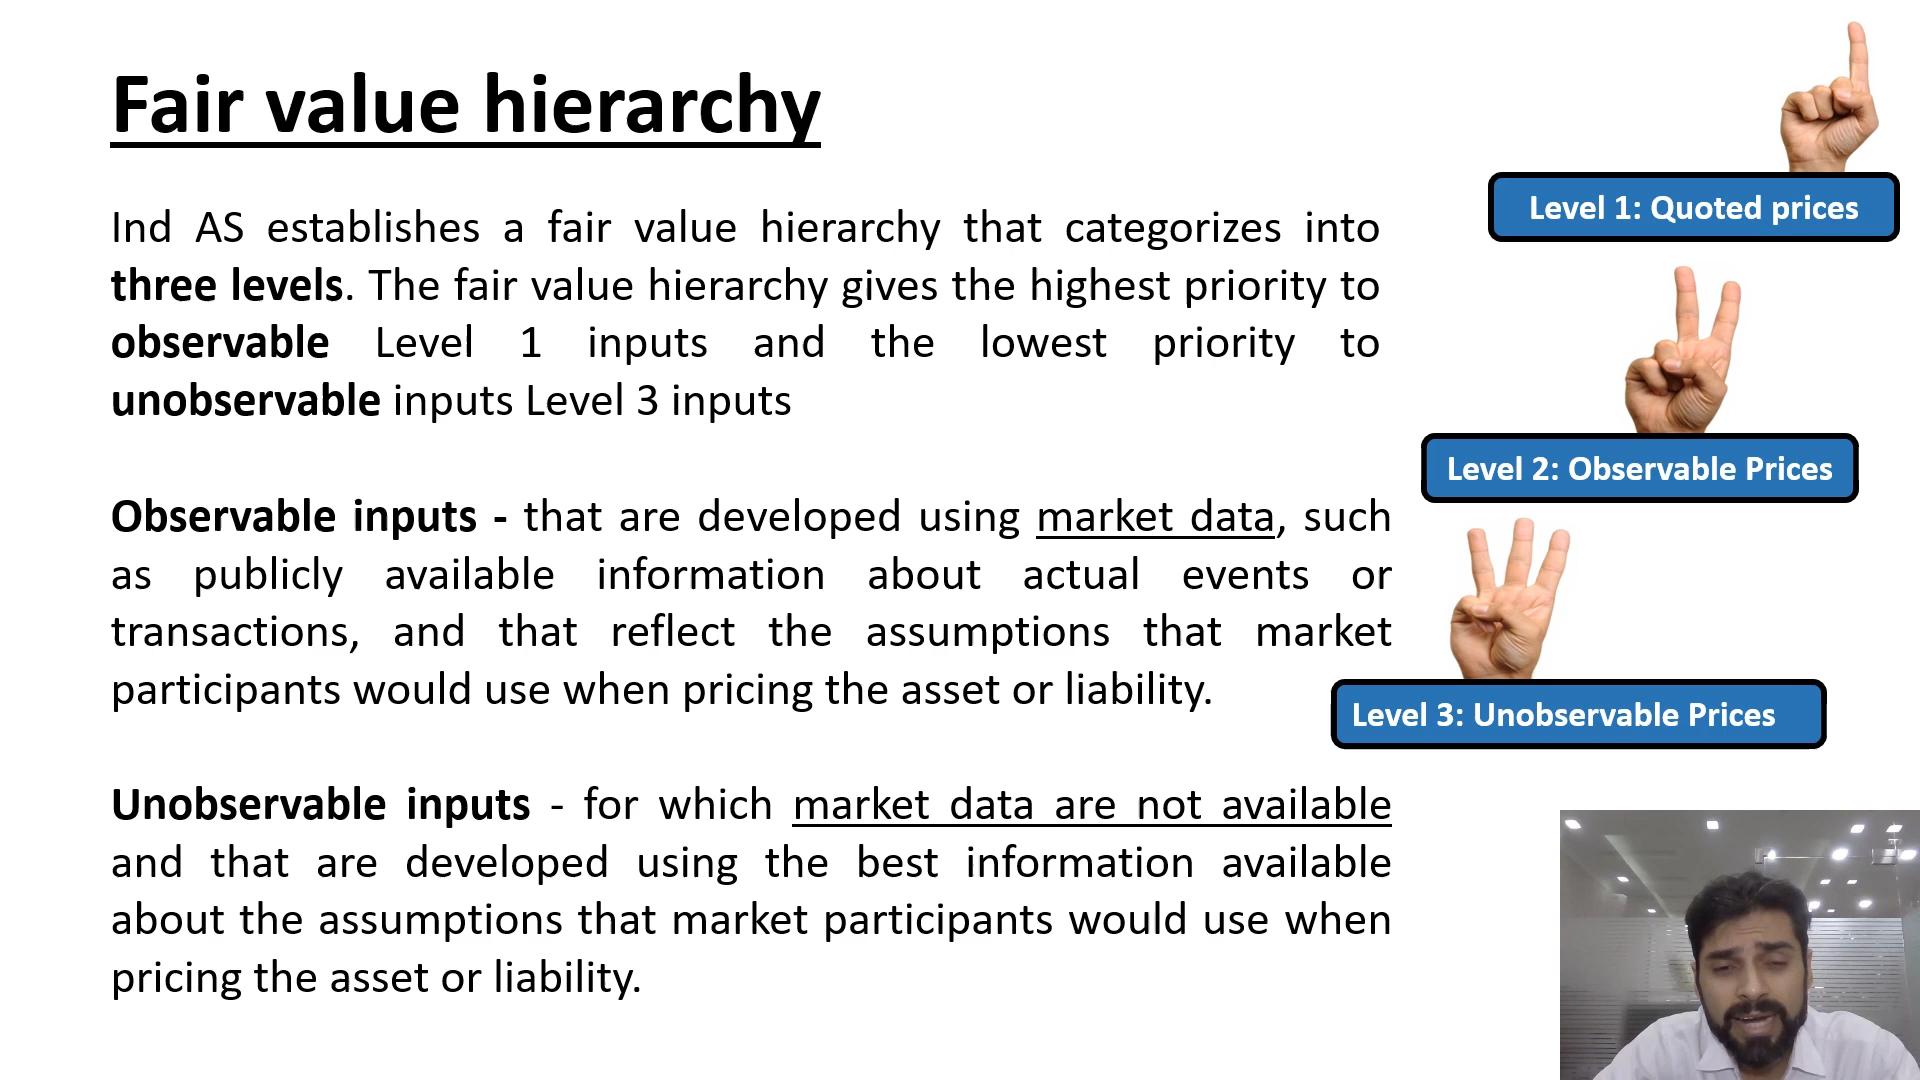 Fair value hierarchy
Ind AS establishes a fair value hierarchy that categorizes into
three levels. The fair value hierarchy gives the highest priority to
observable Level 1 inputs and the lowest priority to
unobservable inputs Level 3 inputs
Observable inputs - that are developed using market data, such
as publicly available information about actual events or
transactions, and that reflect the assumptions that market
participants would use when pricing the asset or liability.
Unobservable inputs - for which market data are not available
and that are developed using the best information available
about the assumptions that market participants would use when
pricing the asset or liability.
Level 1: Quoted prices
Level 2: Observable Prices
Level 3: Unobservable Prices